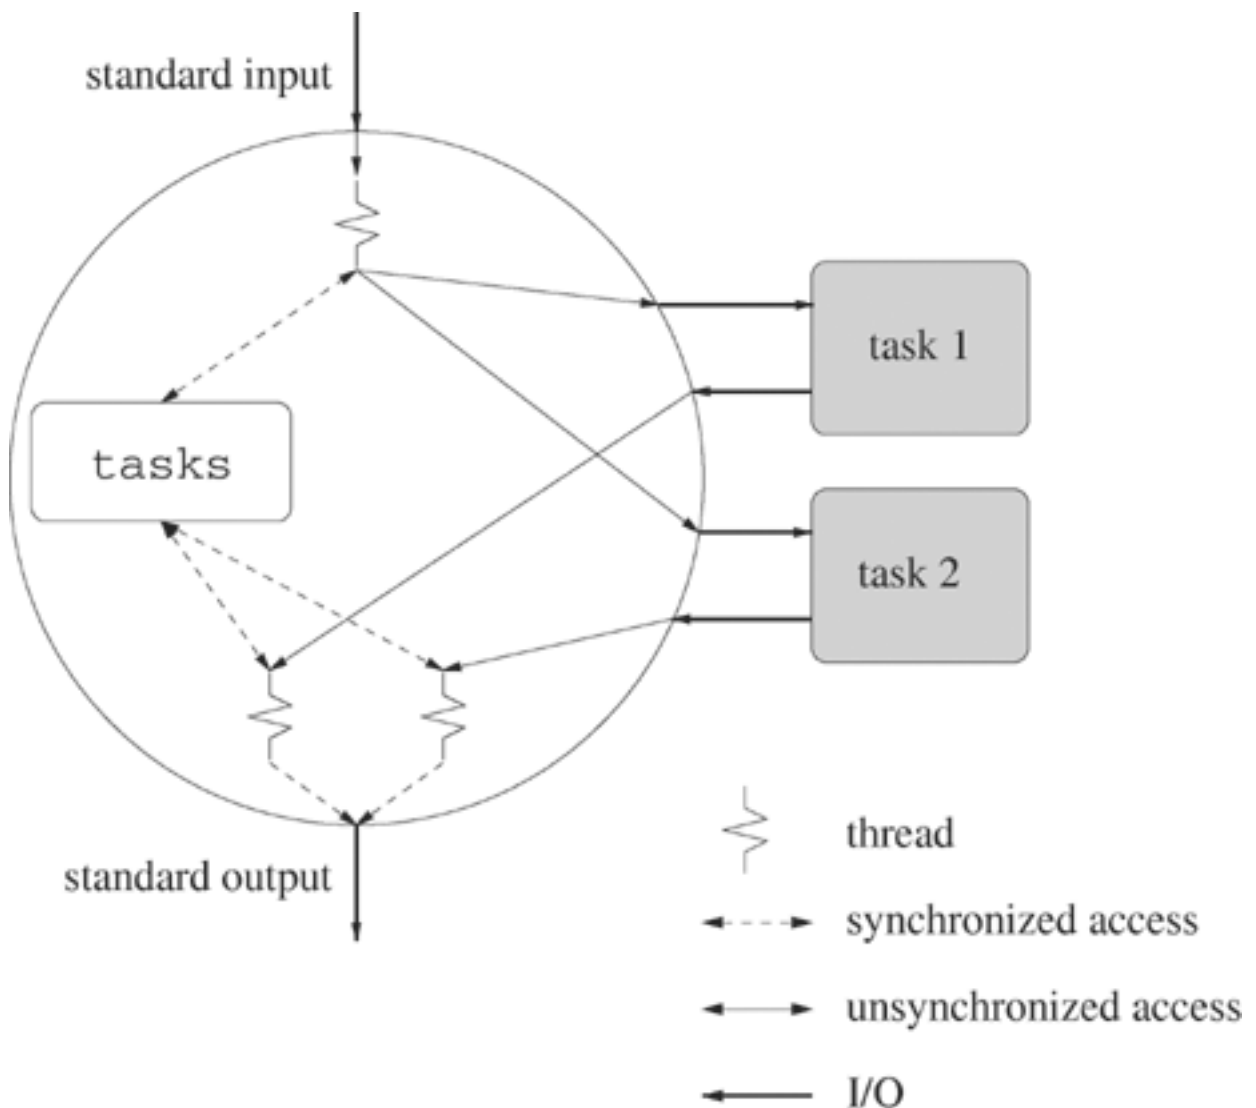 standard input
task 1
tasks
task 2
thread
standard output
synchronized access
unsynchronized access
I/O